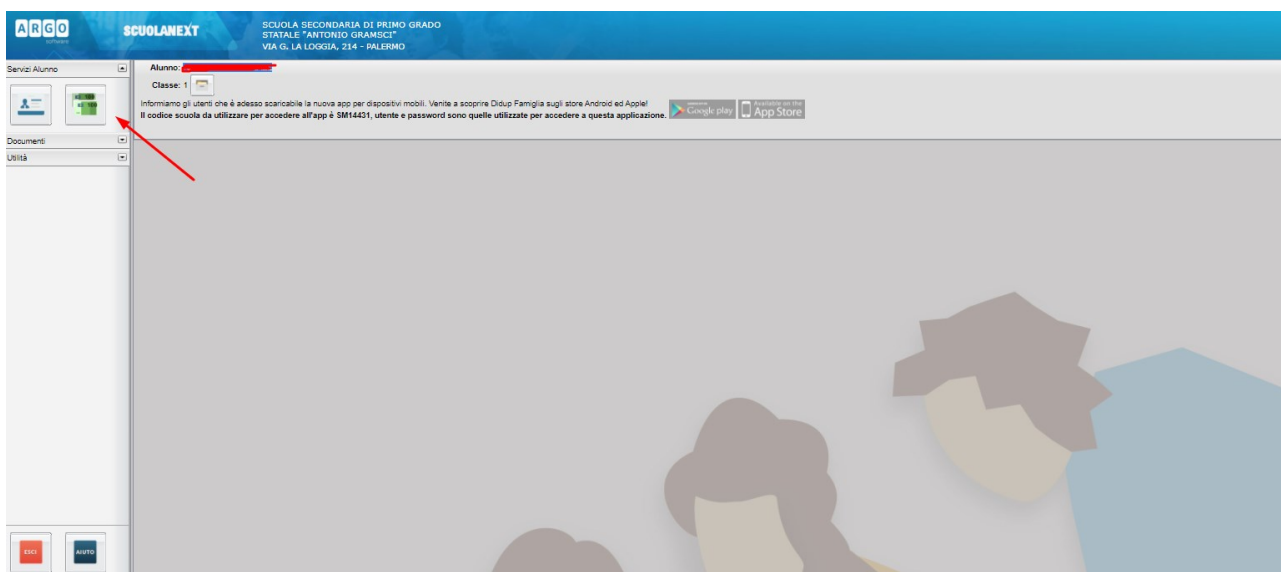 ARGO
software
SCUOLANEXT
SCUOLA SECONDARIA DI PRIMO GRADO
STATALE "ANTONIO GRAMSCI"
VIA G. LA LOGGIA, 214 - PALERMO
Servizi Alunno
Documenti
Utilità
Alunno:
Classe: 1
Informiamo gli utenti che è adesso scaricabile la nuova app per dispositivi mobili. Venite a scoprire Didup Famiglia sugli store Android ed Apple!
Il codice scuola da utilizzare per accedere all'app è SM14431, utente e password sono quelle utilizzate per accedere a questa applicazione.
Google play
Available on the
App Store
ESCI
AIUTO